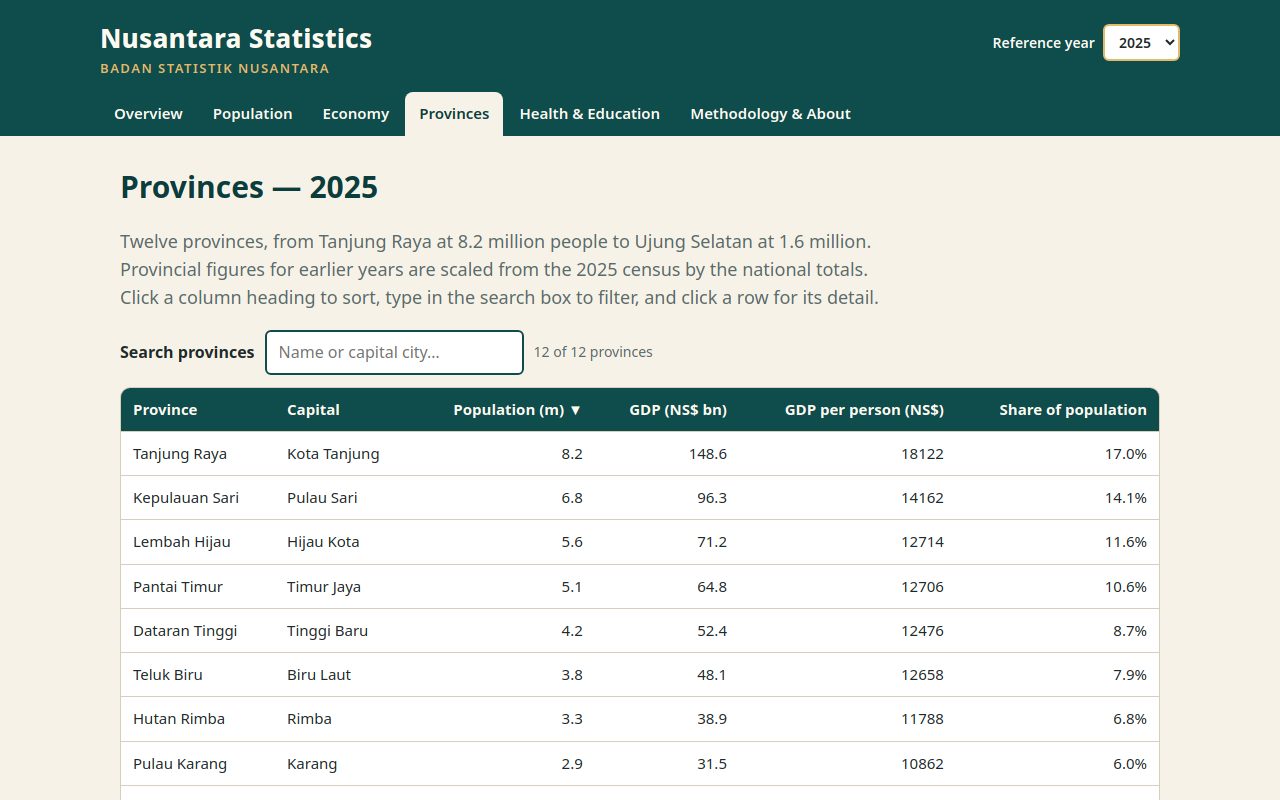 Nusantara Statistics
BADAN STATISTIK NUSANTARA
Reference year 2025
Overview Population Economy Provinces Health & Education Methodology & About
Provinces — 2025
Twelve provinces, from Tanjung Raya at 8.2 million people to Ujung Selatan at 1.6 million.
Provincial figures for earlier years are scaled from the 2025 census by the national totals.
Click a column heading to sort, type in the search box to filter, and click a row for its detail.
Search provinces Name or capital city... 12 of 12 provinces
Province Capital Population (m) ▼ GDP (NS$ bn) GDP per person (NS$) Share of population
Tanjung Raya Kota Tanjung 8.2 148.6 18122 17.0%
Kepulauan Sari Pulau Sari 6.8 96.3 14162 14.1%
Lembah Hijau Hijau Kota 5.6 71.2 12714 11.6%
Pantai Timur Timur Jaya 5.1 64.8 12706 10.6%
Dataran Tinggi Tinggi Baru 4.2 52.4 12476 8.7%
Teluk Biru Biru Laut 3.8 48.1 12658 7.9%
Hutan Rimba Rimba 3.3 38.9 11788 6.8%
Pulau Karang Karang 2.9 31.5 10862 6.0%